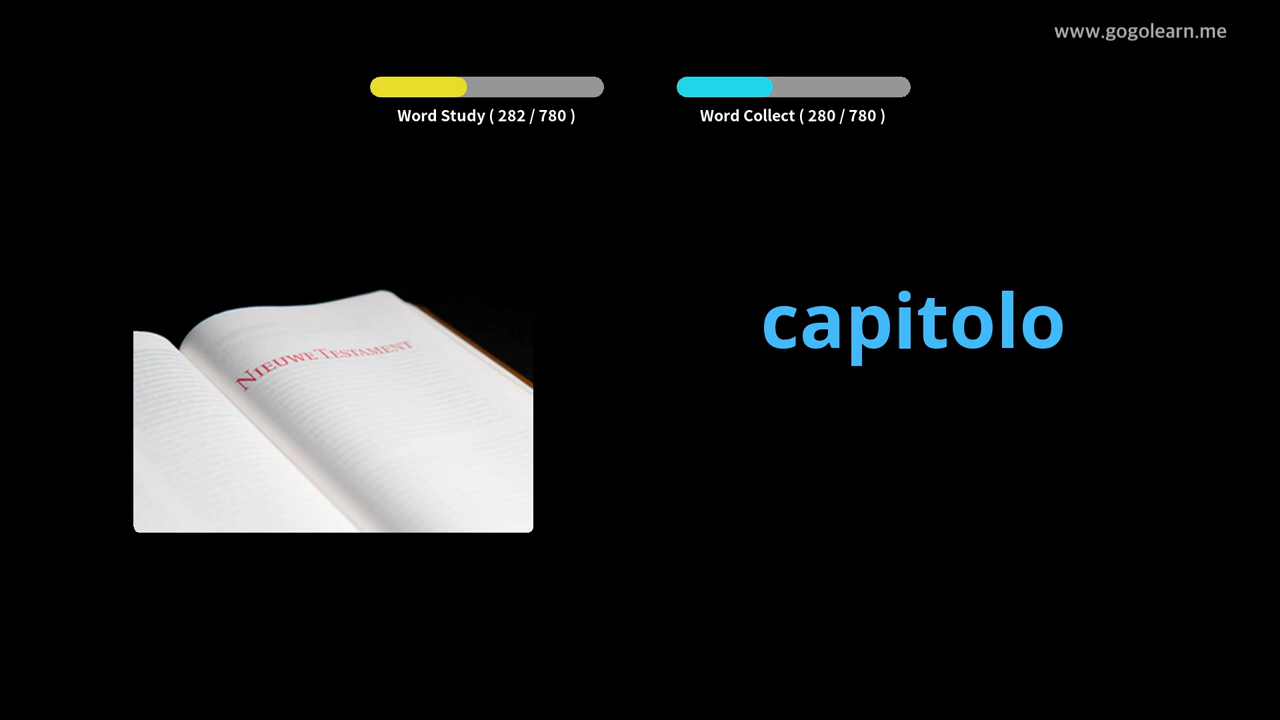 www.gogolearn.me
Word Study ( 282 / 780 )
Word Collect ( 280 / 780 )
capitolo
NIEUWE TESTAMENT